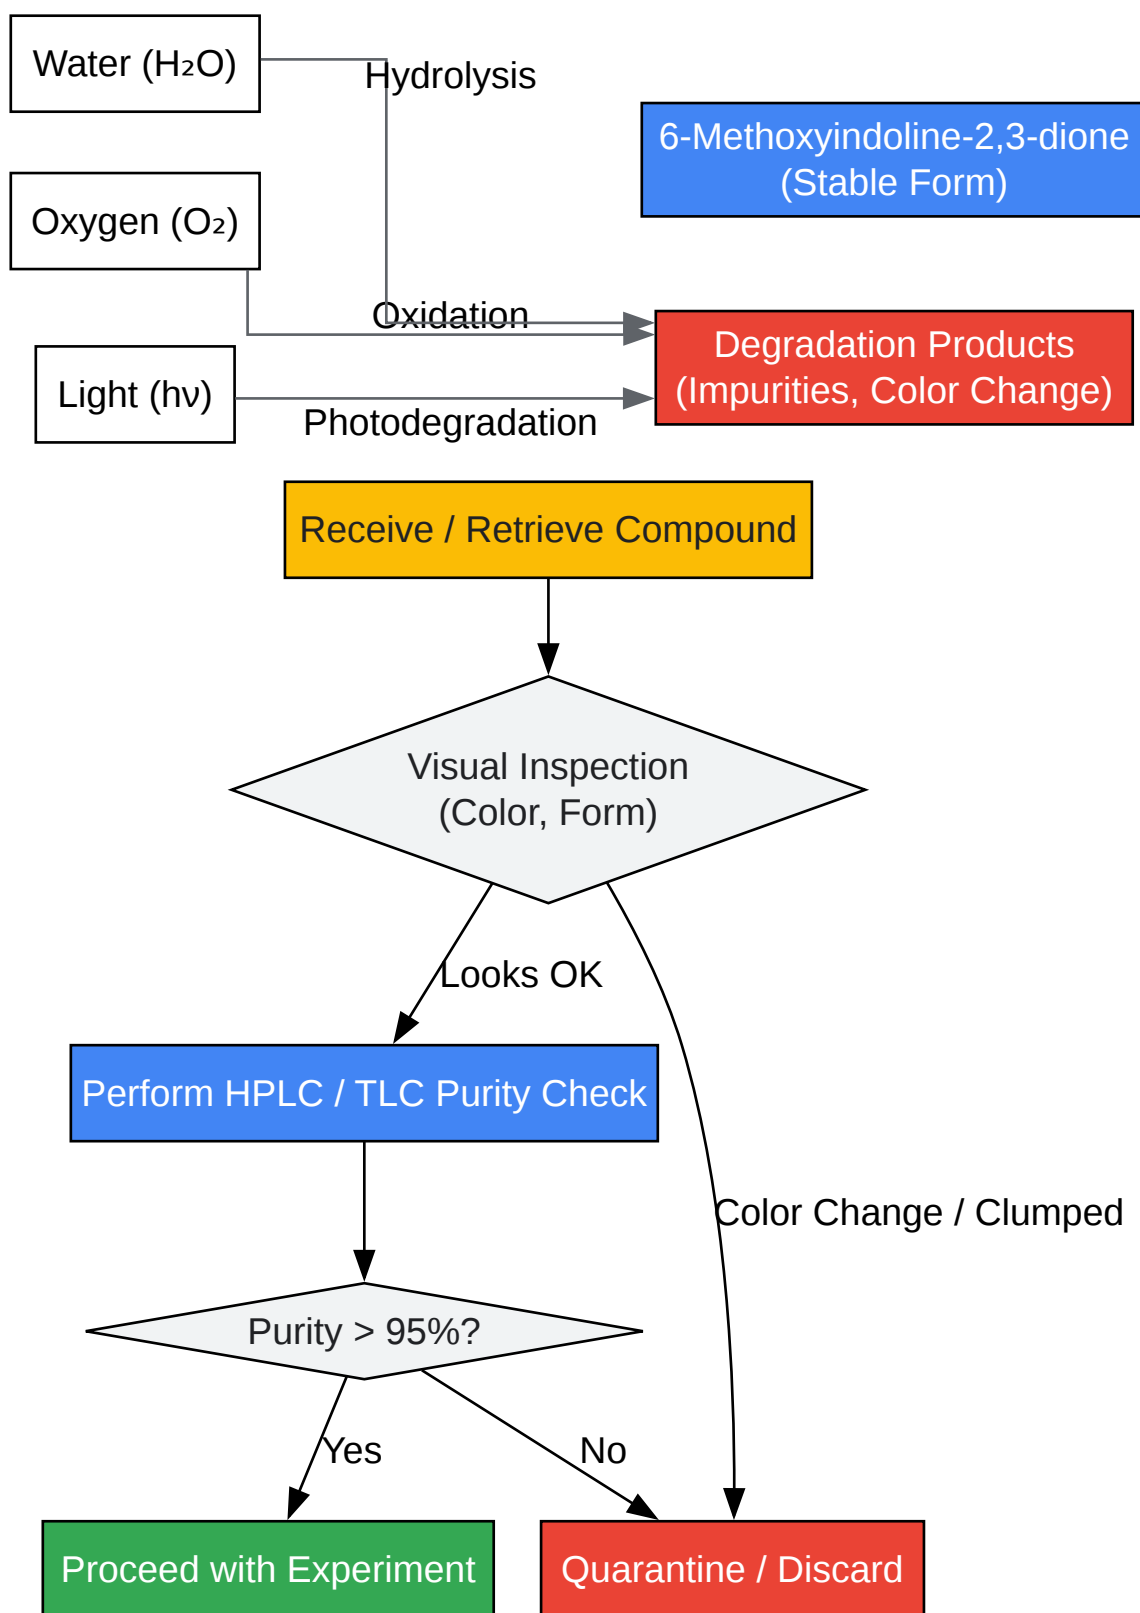 Water (H₂O)
Hydrolysis
6-Methoxyindoline-2,3-dione
(Stable Form)
Oxygen (O₂)
Oxidation
Degradation Products
(Impurities, Color Change)
Light (hν)
Photodegradation
Receive / Retrieve Compound
Visual Inspection
(Color, Form)
Looks OK
Perform HPLC / TLC Purity Check
Color Change / Clumped
Purity > 95%?
Yes
No
Proceed with Experiment
Quarantine / Discard